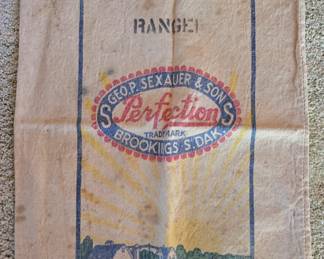 RANGE!
GEO. P. SEXAUER & SON
S Perfection S
TRADEMARK
BROOKINGS S. DAK.